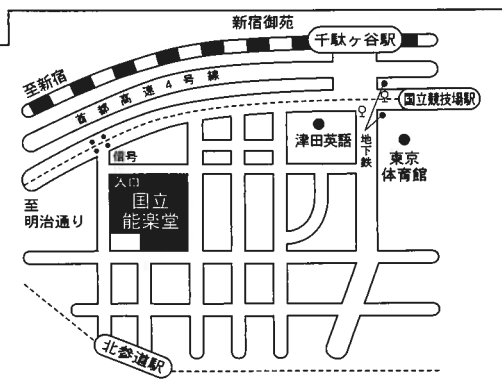 新宿御苑
千駄ヶ谷駅
至新宿
首都高速4号線
国立競技場駅
信号
津田英語
地下鉄
東京
体育館
入口
国立
能楽堂
至
明治通り
北参道駅